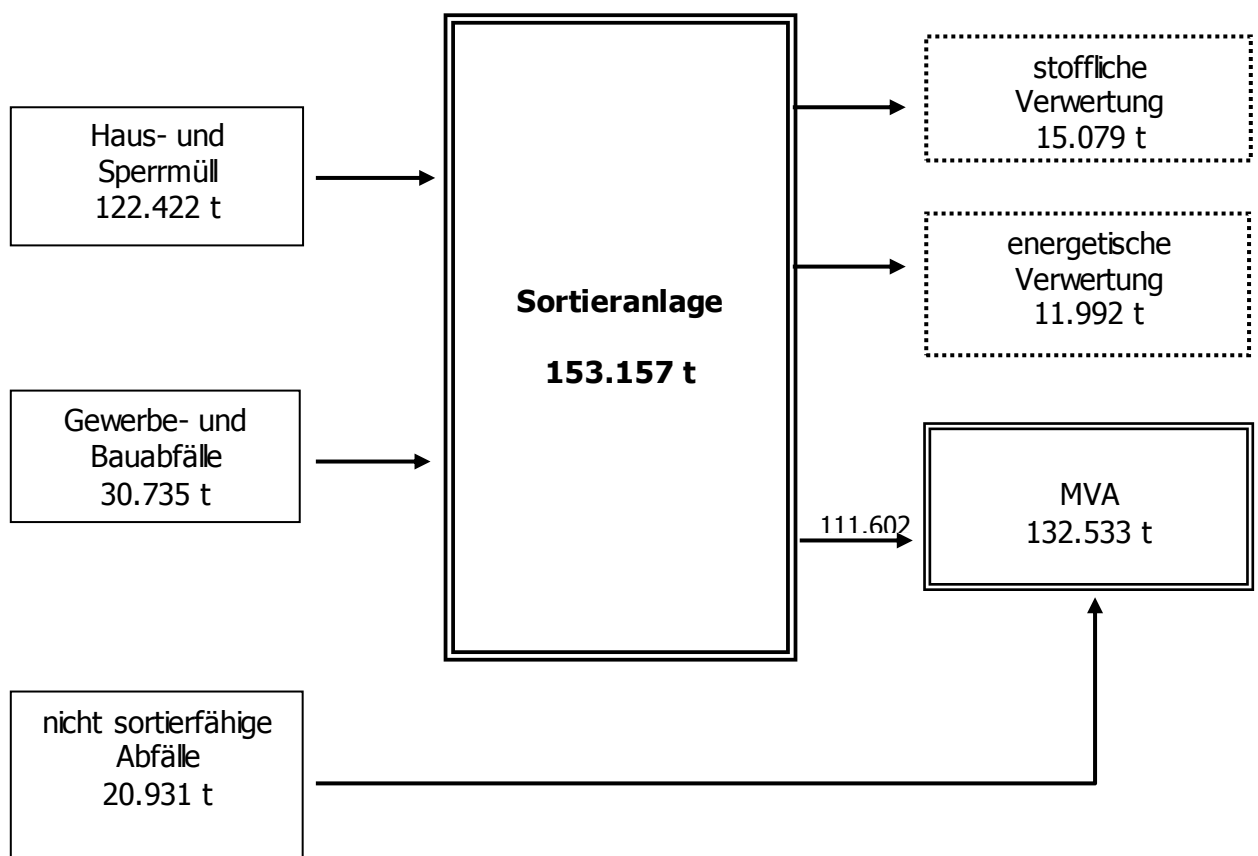 Haus- und
Sperrmüll
122.422 t
Gewerbe- und
Bauabfälle
30.735 t
nicht sortierfähige
Abfälle
20.931 t
Sortieranlage
153.157 t
stoffliche
Verwertung
15.079 t
energetische
Verwertung
11.992 t
111.602
MVA
132.533 t